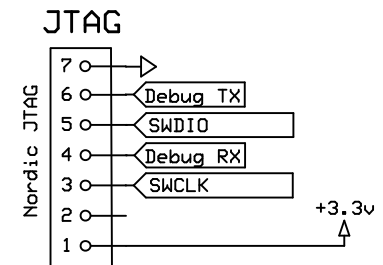 JTAG
Nordic JTAG
7
6 Debug TX
5 SWDIO
4 Debug RX
3 SWCLK
2
1
+3.3v